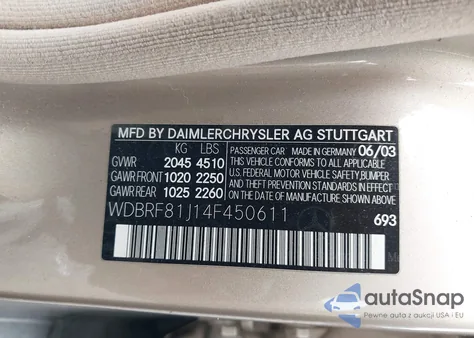 MFD BY DAIMLERCHRYSLER AG STUTTGART
KG LBS PASSENGER CAR MADE IN GERMANY 06/03
GVWR 2045 4510 THIS VEHICLE CONFORMS TO ALL APPLICABLE
GAWR FRONT 1020 2250 U.S. FEDERAL MOTOR VEHICLE SAFETY, BUMPER,
GAWR REAR 1025 2260 AND THEFT PREVENTION STANDARDS IN EFFECT ON THE DATE OF MANUFACTURE SHOWN ABOVE
WDBRF81J14F450611 693
autoSnap
Pewne auta z USA i EU